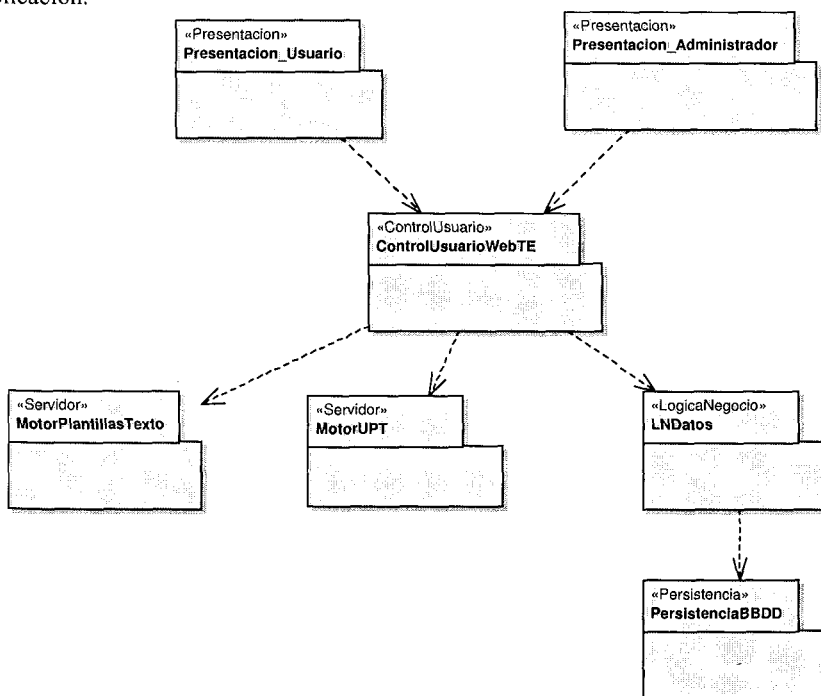 «Presentacion»
Presentacion_Usuario
«Presentacion»
Presentacion_Administrador
«ControlUsuario»
ControlUsuarioWebTE
«Servidor»
MotorPlantillasTexto
«Servidor»
MotorUPT
«LogicaNegocio»
LNDatos
«Persistencia»
PersistenciaBBDD